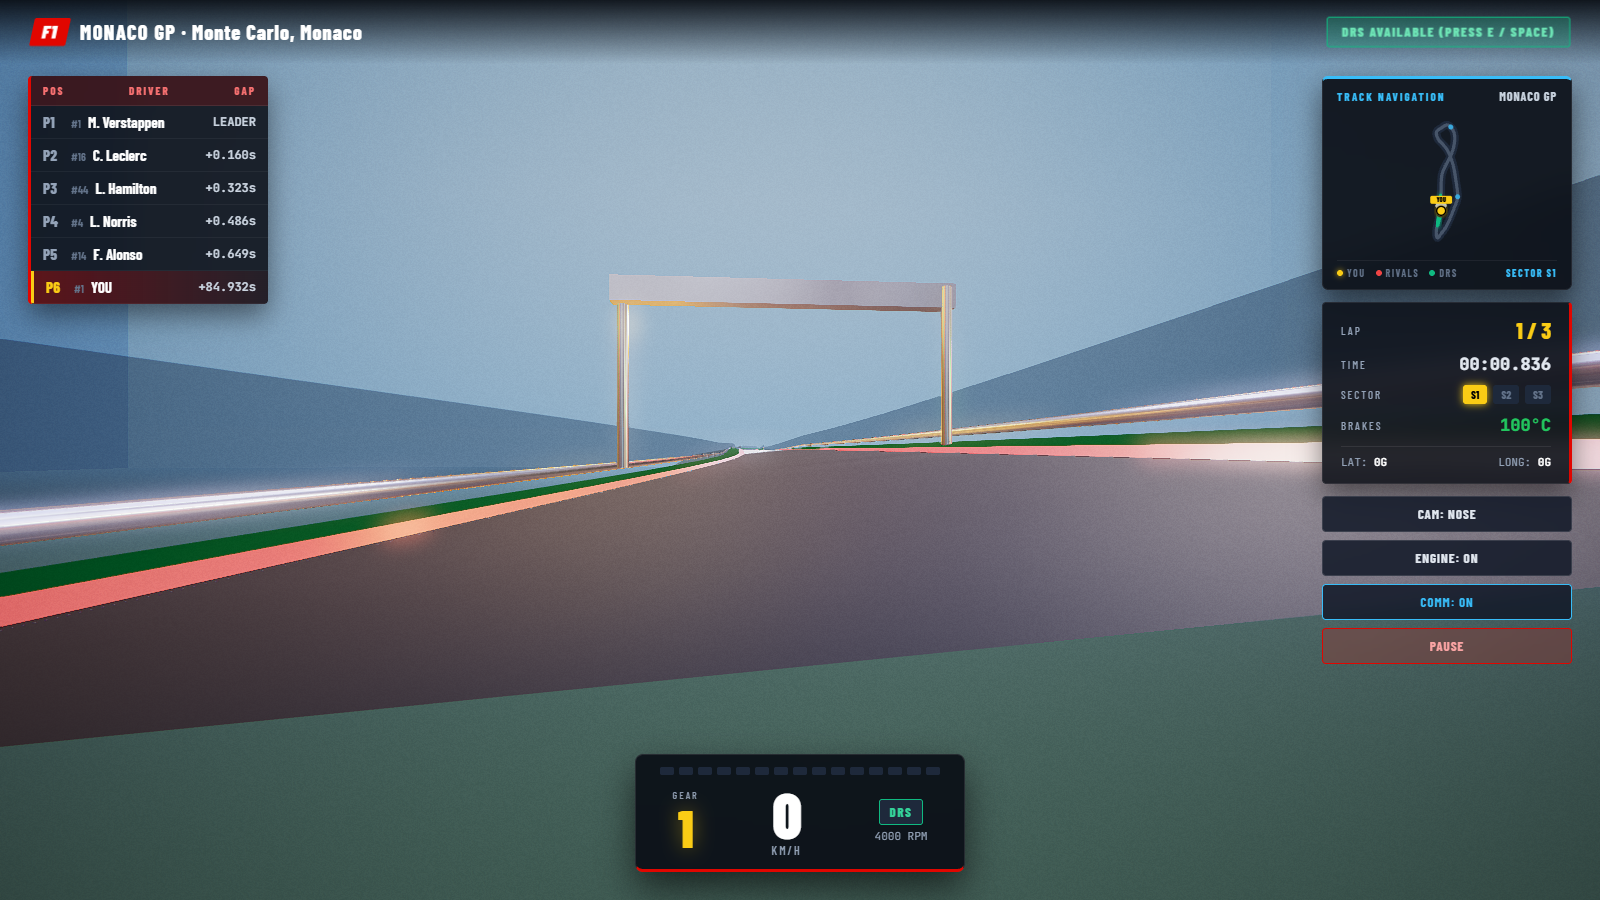 F1 MONACO GP · Monte Carlo, Monaco
DRS AVAILABLE (PRESS E / SPACE)
POS DRIVER GAP
P1 #1 M. Verstappen LEADER
P2 #16 C. Leclerc +0.160s
P3 #44 L. Hamilton +0.323s
P4 #4 L. Norris +0.486s
P5 #14 F. Alonso +0.649s
P6 #1 YOU +84.932s
TRACK NAVIGATION MONACO GP
YOU
YOU RIVALS DRS SECTOR S1
LAP 1/3
TIME 00:00.836
SECTOR S1 S2 S3
BRAKES 100°C
LAT: 0G LONG: 0G
CAM: NOSE
ENGINE: ON
COMM: ON
PAUSE
GEAR
1
0
KM/H
DRS
4000 RPM